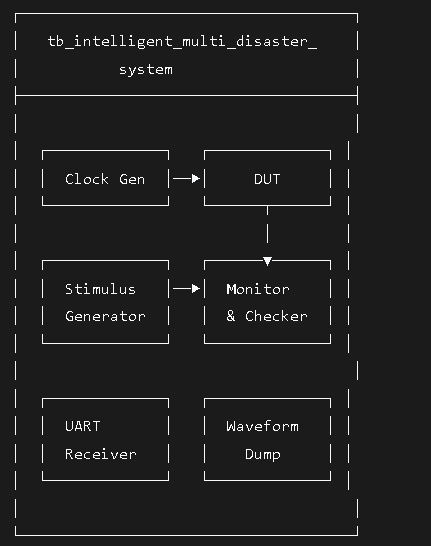 tb_intelligent_multi_disaster_
system
Clock Gen
DUT
Stimulus
Generator
Monitor
& Checker
UART
Receiver
Waveform
Dump